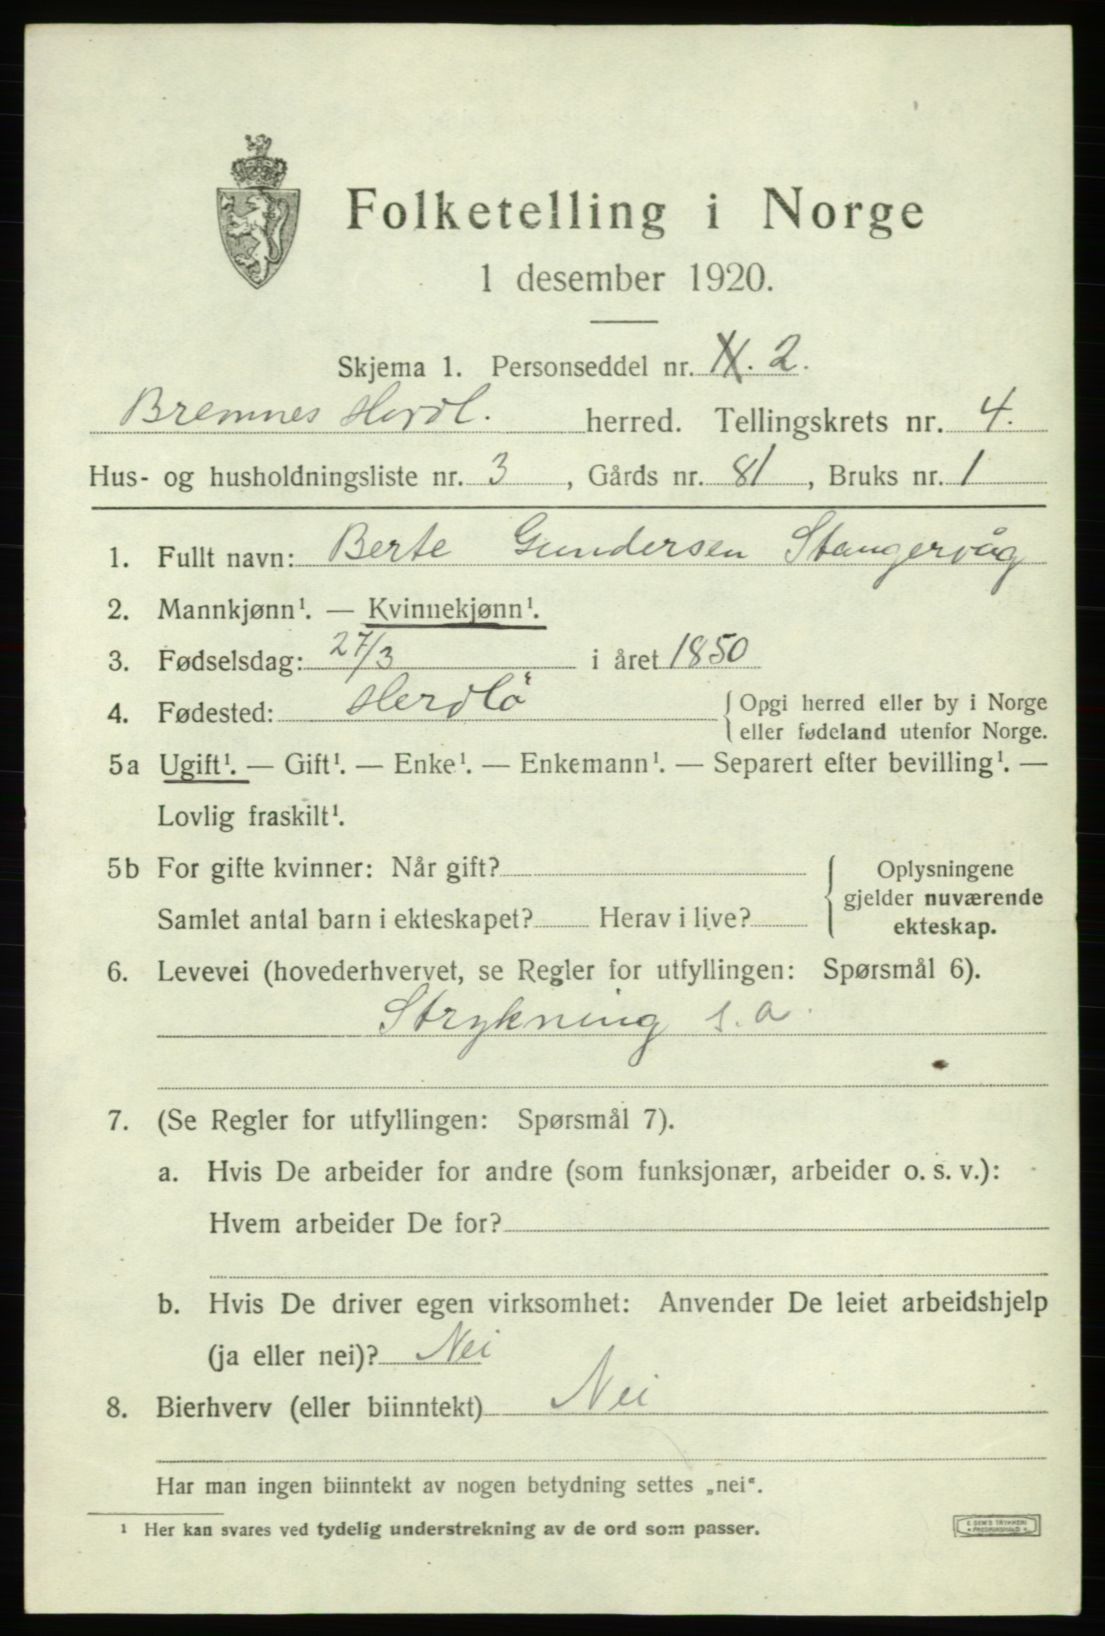 Folketelling i Norge
1 desember 1920.
Skjema 1. Personseddel nr. 2.
Bremnes Herdl. herred. Tellingskrets nr. 4.
Hus- og husholdningsliste nr. 3, Gårds nr. 81, Bruks nr. 1
1. Fullt navn: Berte Gundersen Stangervåg
2. Mannkjønn¹. — Kvinnekjønn¹.
3. Fødselsdag: 27/3 i året 1850
4. Fødested: Herdlö
Opgi herred eller by i Norge
eller fødeland utenfor Norge.
5a Ugift¹. — Gift¹. — Enke¹. — Enkemann¹. — Separert efter bevilling¹. —
Lovlig fraskilt¹.
5b For gifte kvinner: Når gift?
Samlet antal barn i ekteskapet? Herav i live?
Oplysningene
gjelder nuværende
ekteskap.
6. Levevei (hovederhvervet, se Regler for utfyllingen: Spørsmål 6).
Strykning s.a.
7. (Se Regler for utfyllingen: Spørsmål 7).
a. Hvis De arbeider for andre (som funksjonær, arbeider o. s. v.):
Hvem arbeider De for?
b. Hvis De driver egen virksomhet: Anvender De leiet arbeidshjelp
(ja eller nei)? Nei
8. Bierhverv (eller biinntekt) Nei
Har man ingen biinntekt av nogen betydning settes „nei“.
¹ Her kan svares ved tydelig understrekning av de ord som passer.